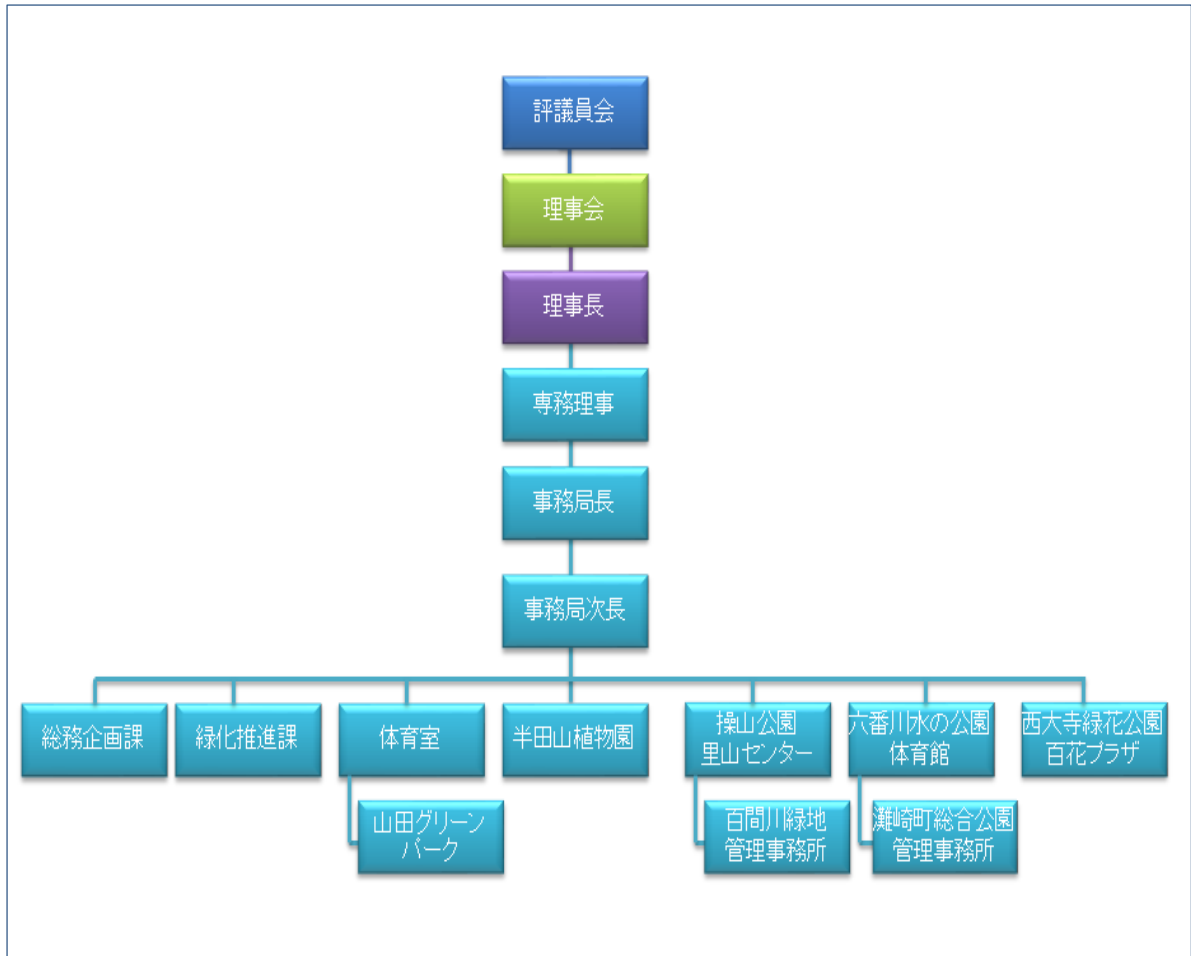 評議員会
理事会
理事長
専務理事
事務局長
事務局次長
総務企画課
緑化推進課
体育室
半田山植物園
操山公園
里山センター
六番川水の公園
体育館
西大寺緑花公園
百花プラザ
山田グリーン
パーク
百間川緑地
管理事務所
灘崎町総合公園
管理事務所